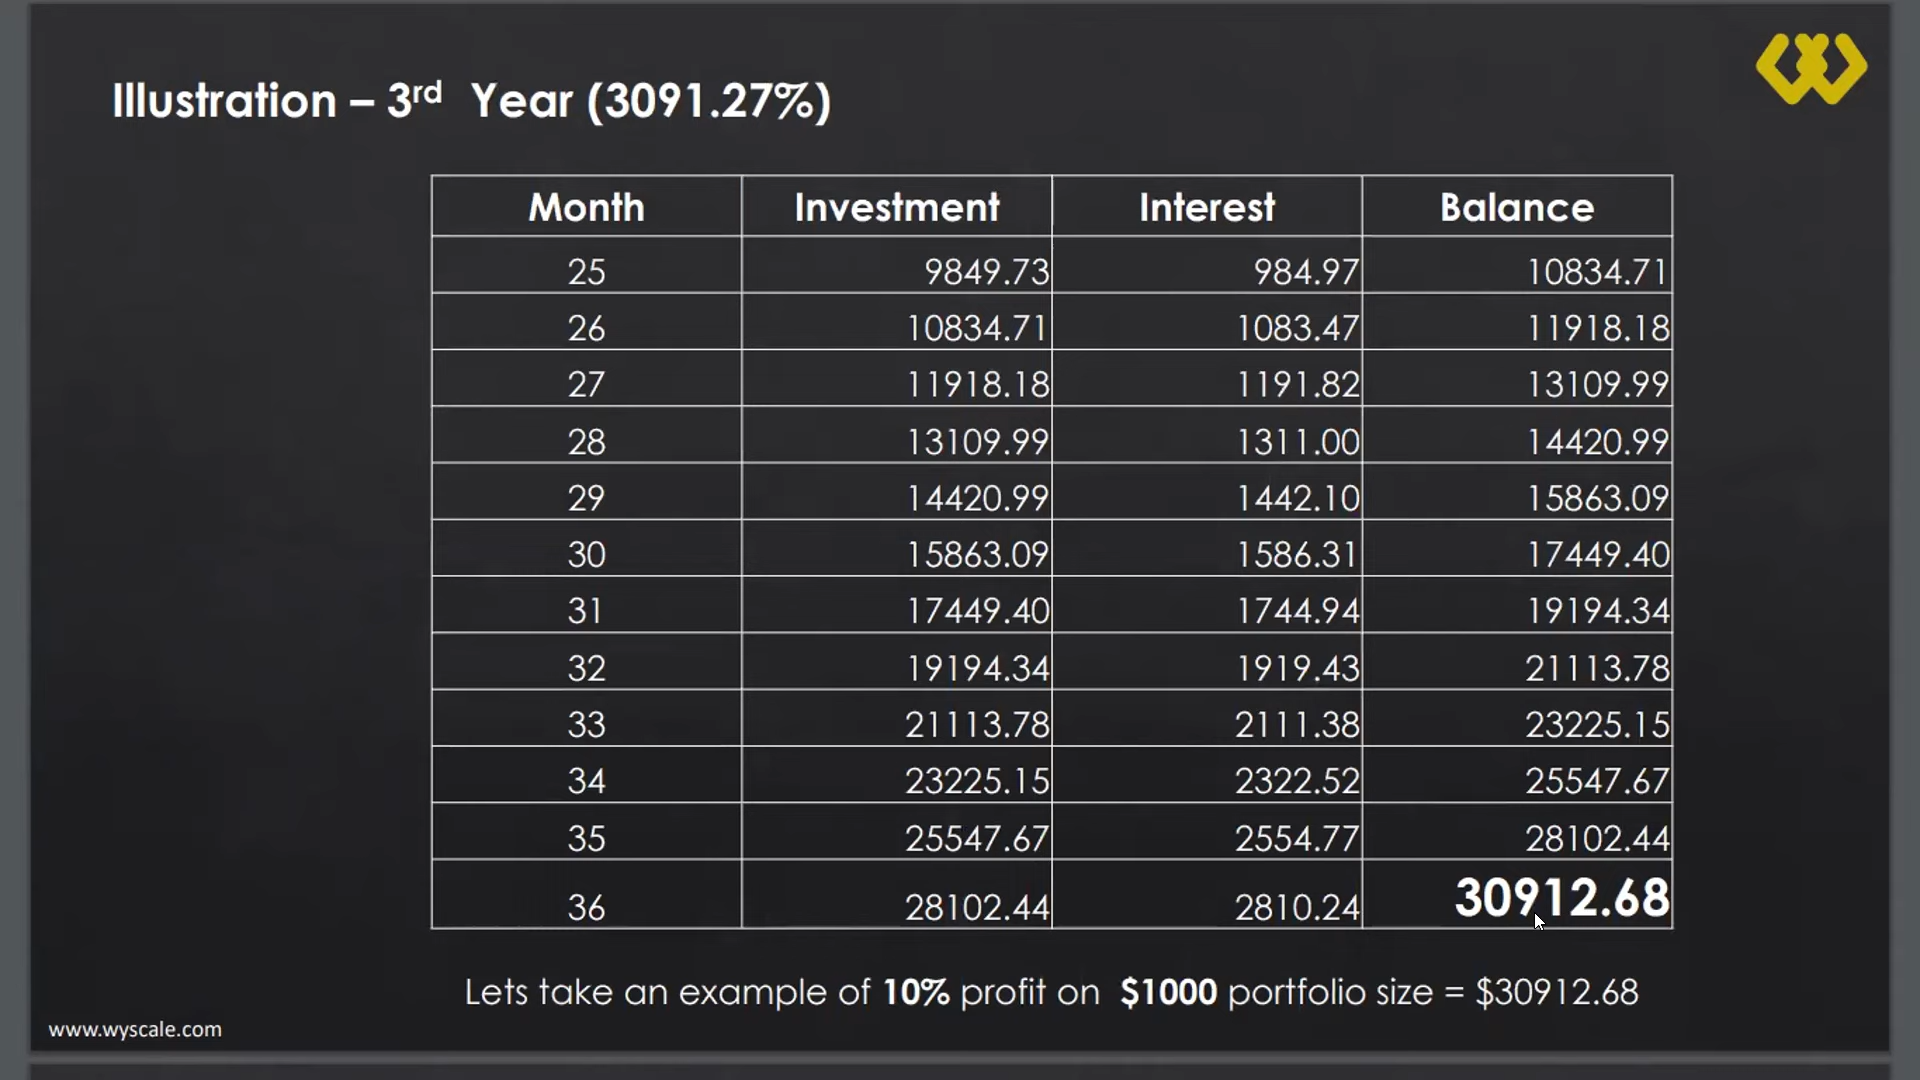 Illustration – 3rd Year (3091.27%)
Month Investment Interest Balance
25 9849.73 984.97 10834.71
26 10834.71 1083.47 11918.18
27 11918.18 1191.82 13109.99
28 13109.99 1311.00 14420.99
29 14420.99 1442.10 15863.09
30 15863.09 1586.31 17449.40
31 17449.40 1744.94 19194.34
32 19194.34 1919.43 21113.78
33 21113.78 2111.38 23225.15
34 23225.15 2322.52 25547.67
35 25547.67 2554.77 28102.44
36 28102.44 2810.24 30912.68
Lets take an example of 10% profit on $1000 portfolio size = $30912.68
www.wyscale.com